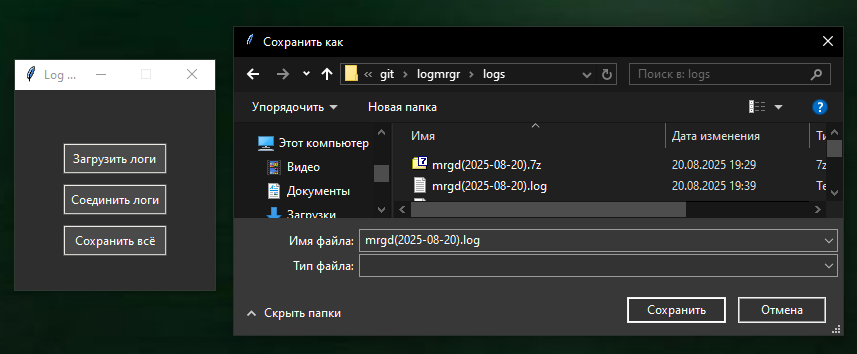 Log ...
Загрузить логи
Соединить логи
Сохранить всё
Сохранить как
« git › logmrgr › logs
Поиск в: logs
Упорядочить
Новая папка
Этот компьютер
Видео
Документы
Загрузки
Имя
Дата изменения
Ти
mrgd(2025-08-20).7z
20.08.2025 19:29
7z
mrgd(2025-08-20).log
20.08.2025 19:39
Те
Имя файла: mrgd(2025-08-20).log
Тип файла:
Скрыть папки
Сохранить
Отмена